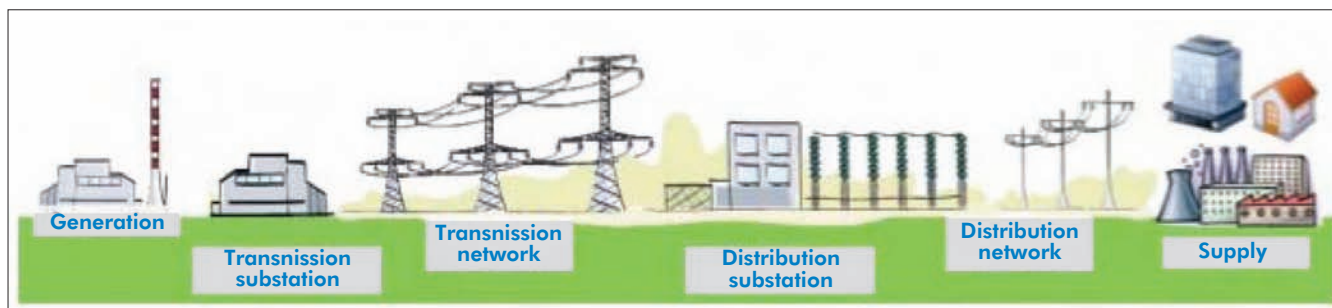 Generation
Transnission
substation
Transnission
network
Distribution
substation
Distribution
network
Supply